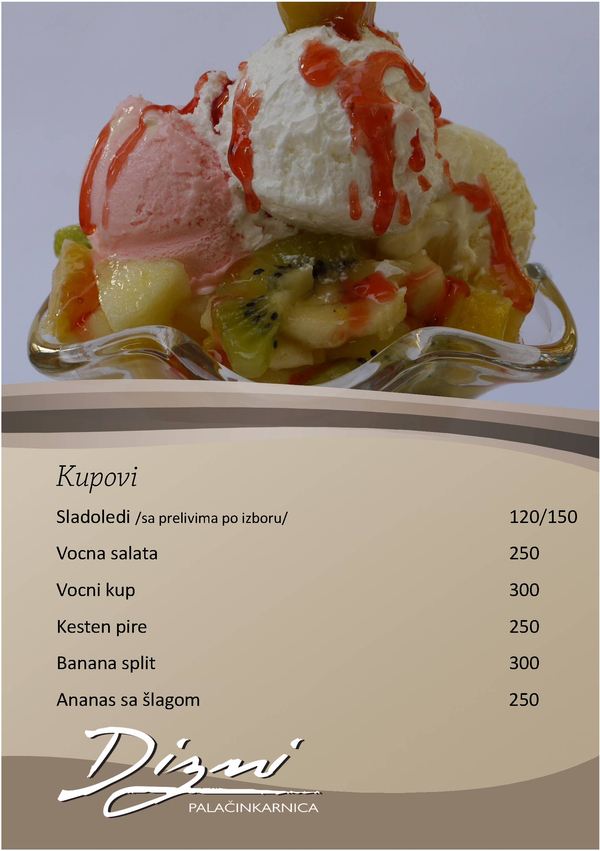 Kupovi
Sladoledi /sa prelivima po izboru/ 120/150
Vocna salata 250
Vocni kup 300
Kesten pire 250
Banana split 300
Ananas sa šlagom 250
Dizni
PALAČINKARNICA